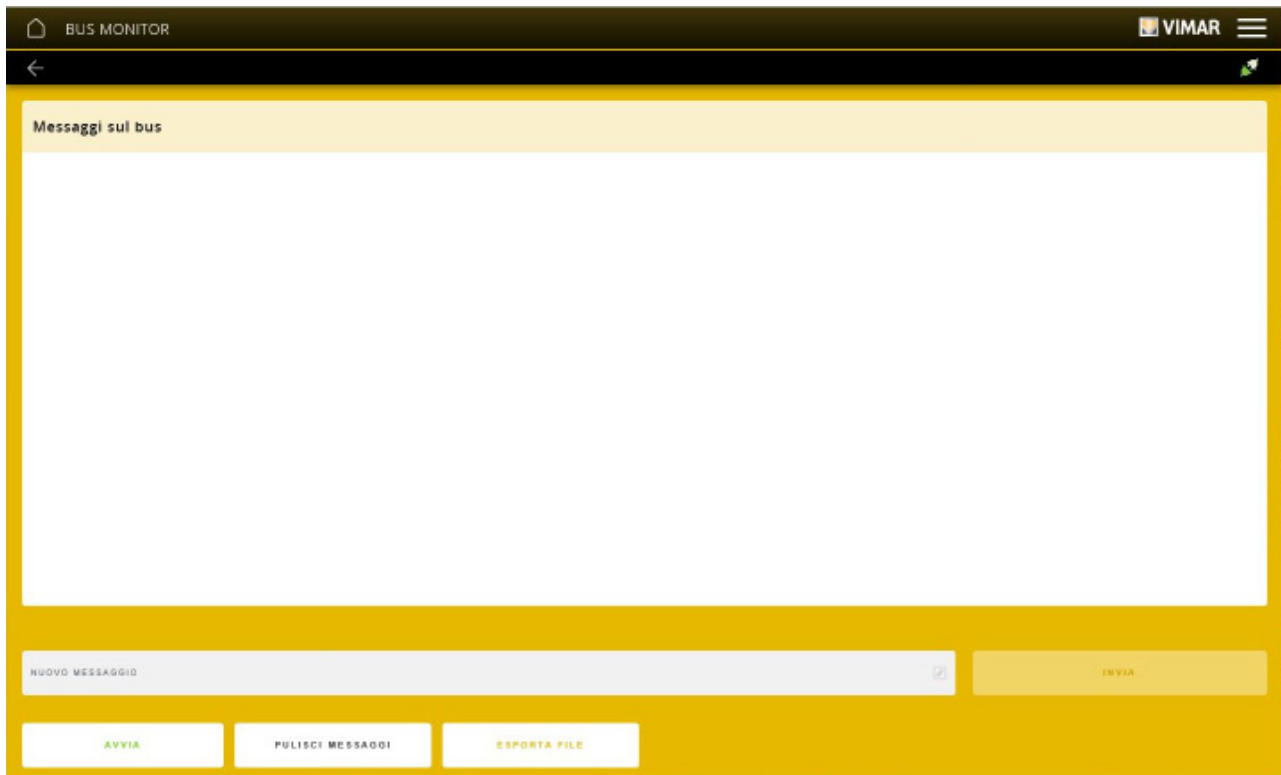 BUS MONITOR
VIMAR
Messaggi sul bus
NUOVO MESSAGGIO
INVIA
AVVIA
PULISCI MESSAGGI
ESPORTA FILE